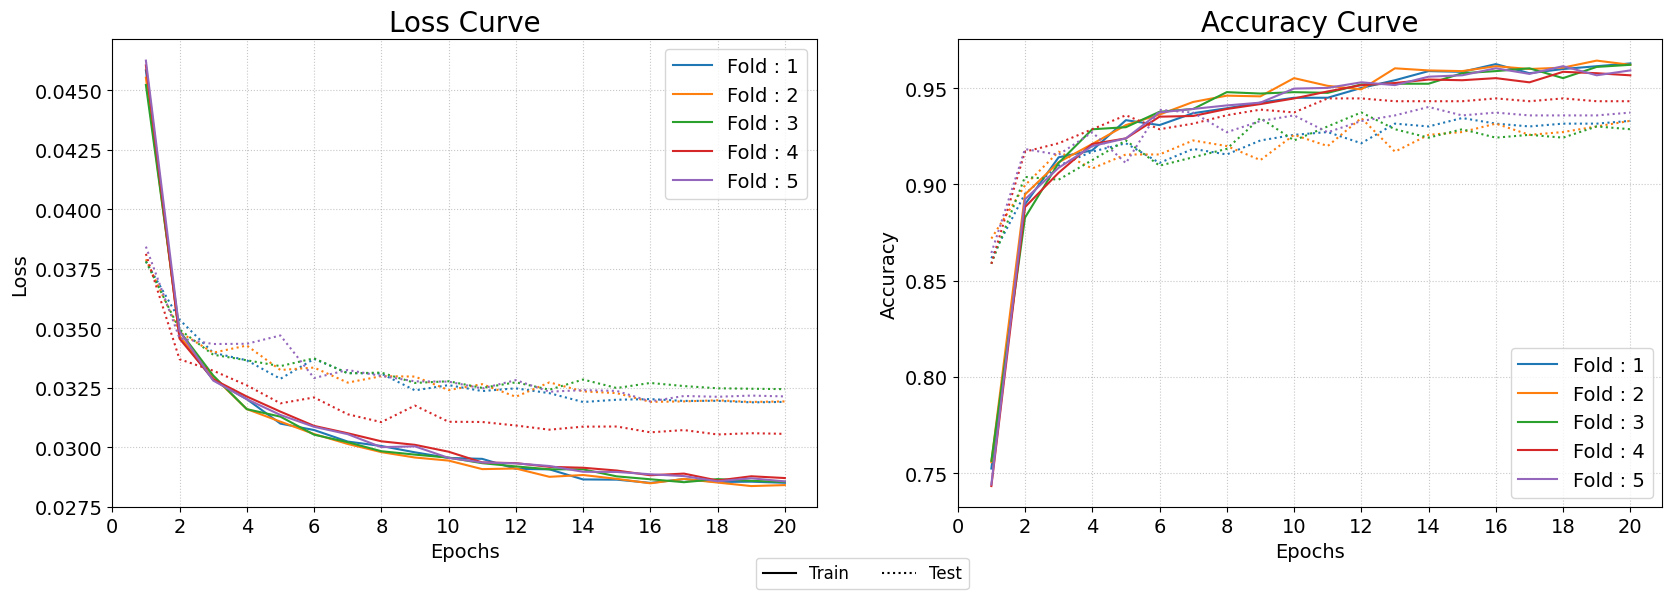 Loss Curve
0.0450
0.0425
0.0400
0.0375
0.0350
0.0325
0.0300
0.0275
Loss
0 2 4 6 8 10 12 14 16 18 20
Epochs
Fold : 1
Fold : 2
Fold : 3
Fold : 4
Fold : 5
Accuracy Curve
0.95
0.90
0.85
0.80
0.75
Accuracy
0 2 4 6 8 10 12 14 16 18 20
Epochs
Fold : 1
Fold : 2
Fold : 3
Fold : 4
Fold : 5
Train Test